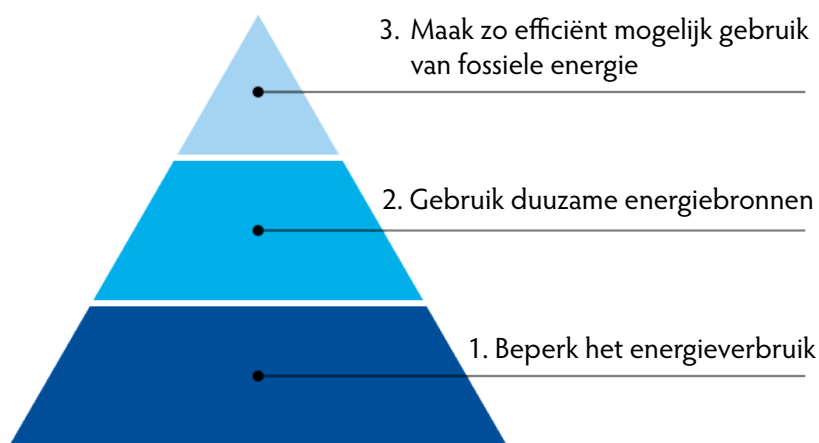 3. Maak zo efficiënt mogelijk gebruik
van fossiele energie
2. Gebruik duuzame energiebronnen
1. Beperk het energieverbruik